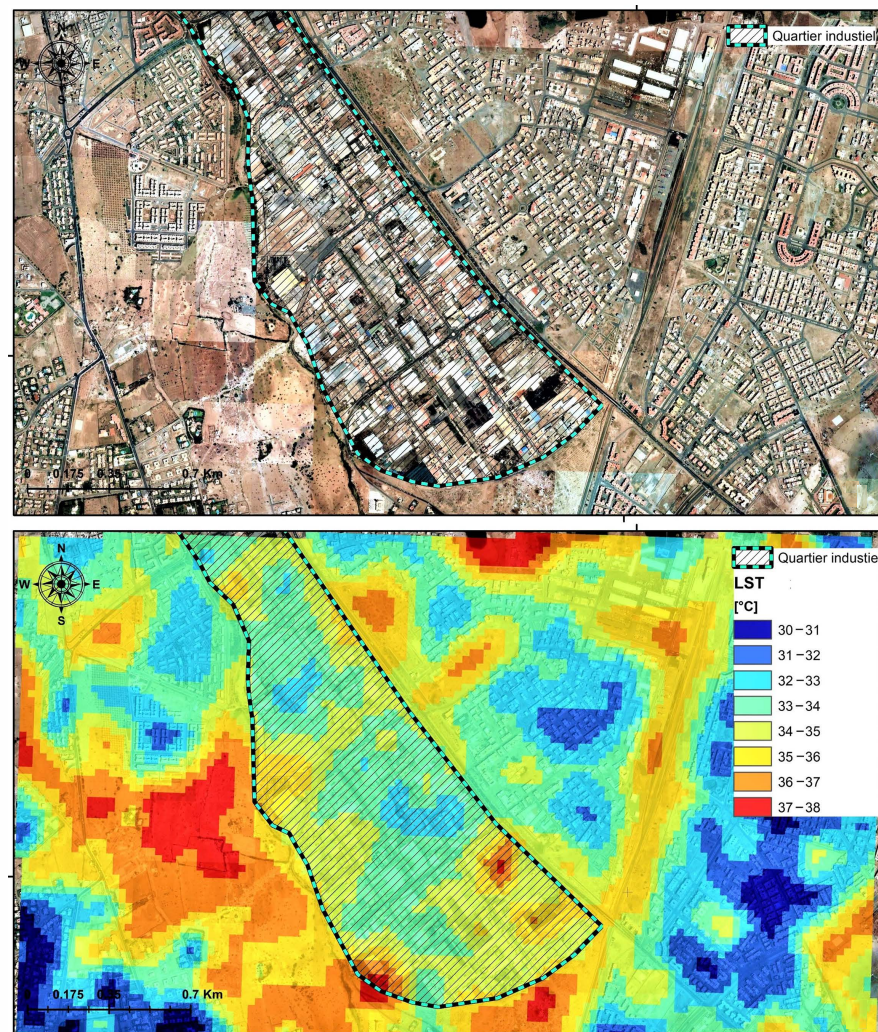 N
W
E
S
Quartier industiel
0
0.175
0.35
0.7 Km
N
W
E
S
Quartier industie
LST
[°C]
30–31
31–32
32–33
33–34
34–35
35–36
36–37
37–38
0.175
0.35
0.7 Km